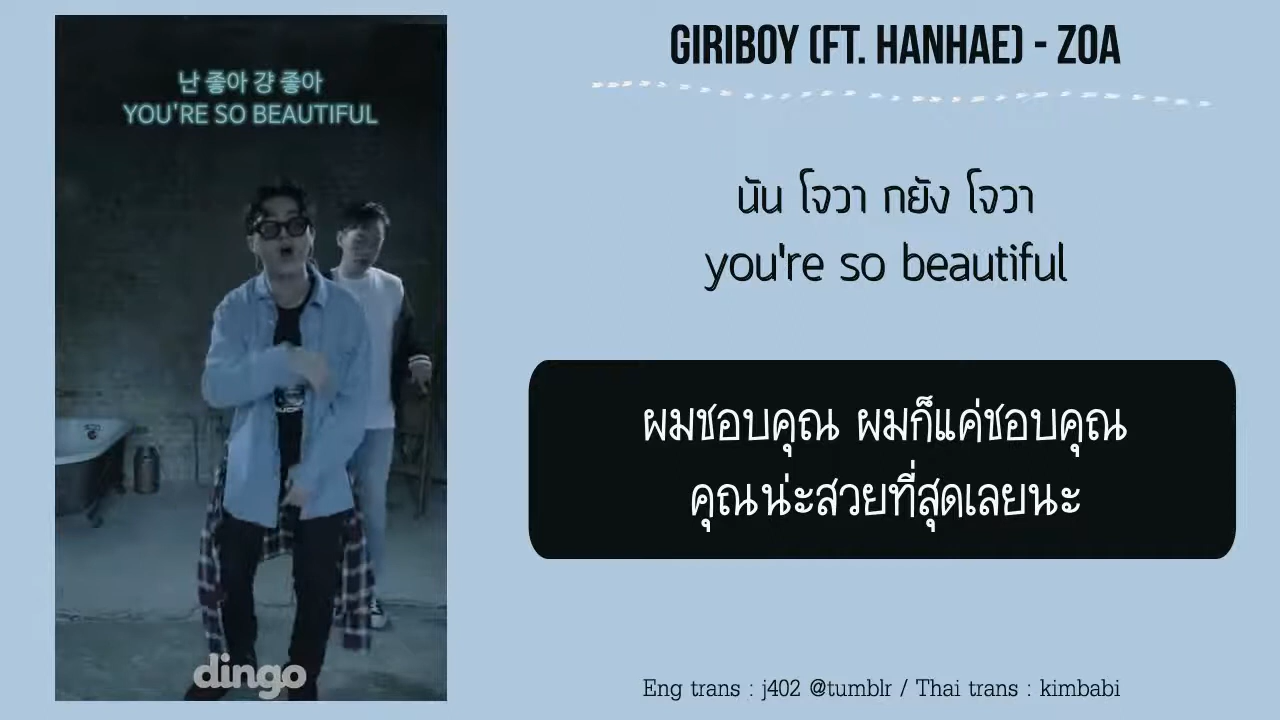 난 좋아 걍 좋아
YOU'RE SO BEAUTIFUL
dingo
GIRIBOY (FT. HANHAE) - ZOA
นัน โจวา กยัง โจวา
you're so beautiful
ผมชอบคุณ ผมก็แค่ชอบคุณ
คุณน่ะสวยที่สุดเลยนะ
Eng trans : j402 @tumblr / Thai trans : kimbabi